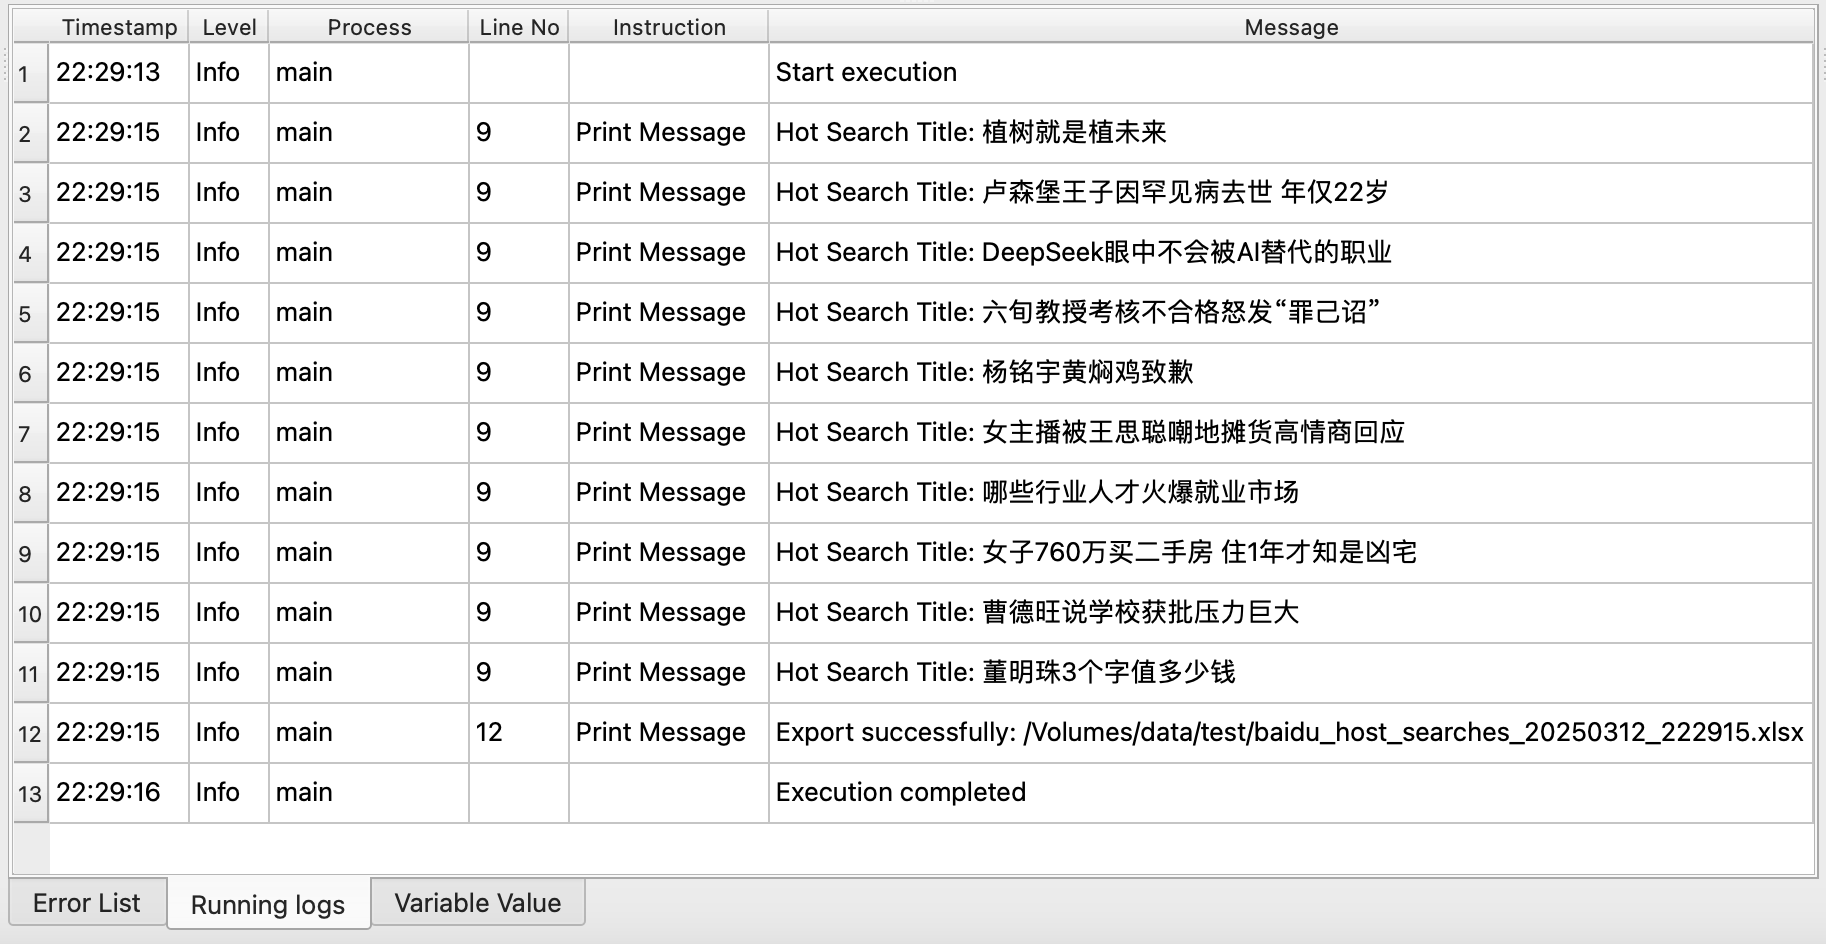 Timestamp Level Process Line No Instruction Message
1 22:29:13 Info main Start execution
2 22:29:15 Info main 9 Print Message Hot Search Title: 植树就是植未来
3 22:29:15 Info main 9 Print Message Hot Search Title: 卢森堡王子因罕见病去世 年仅22岁
4 22:29:15 Info main 9 Print Message Hot Search Title: DeepSeek眼中不会被AI替代的职业
5 22:29:15 Info main 9 Print Message Hot Search Title: 六旬教授考核不合格怒发“罪己诏”
6 22:29:15 Info main 9 Print Message Hot Search Title: 杨铭宇黄焖鸡致歉
7 22:29:15 Info main 9 Print Message Hot Search Title: 女主播被王思聪嘲地摊货高情商回应
8 22:29:15 Info main 9 Print Message Hot Search Title: 哪些行业人才火爆就业市场
9 22:29:15 Info main 9 Print Message Hot Search Title: 女子760万买二手房 住1年才知是凶宅
10 22:29:15 Info main 9 Print Message Hot Search Title: 曹德旺说学校获批压力巨大
11 22:29:15 Info main 9 Print Message Hot Search Title: 董明珠3个字值多少钱
12 22:29:15 Info main 12 Print Message Export successfully: /Volumes/data/test/baidu_host_searches_20250312_222915.xlsx
13 22:29:16 Info main Execution completed
Error List Running logs Variable Value